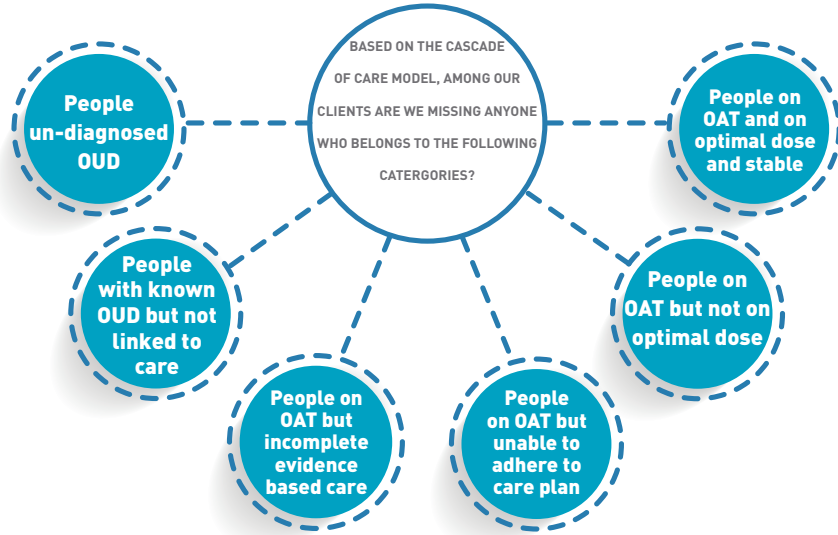 BASED ON THE CASCADE
OF CARE MODEL, AMONG OUR
CLIENTS ARE WE MISSING ANYONE
WHO BELONGS TO THE FOLLOWING
CATERGORIES?
People
un-diagnosed
OUD
People
with known
OUD but not
linked to
care
People on
OAT but
incomplete
evidence
based care
People
on OAT but
unable to
adhere to
care plan
People on
OAT but not on
optimal dose
People on
OAT and on
optimal dose
and stable